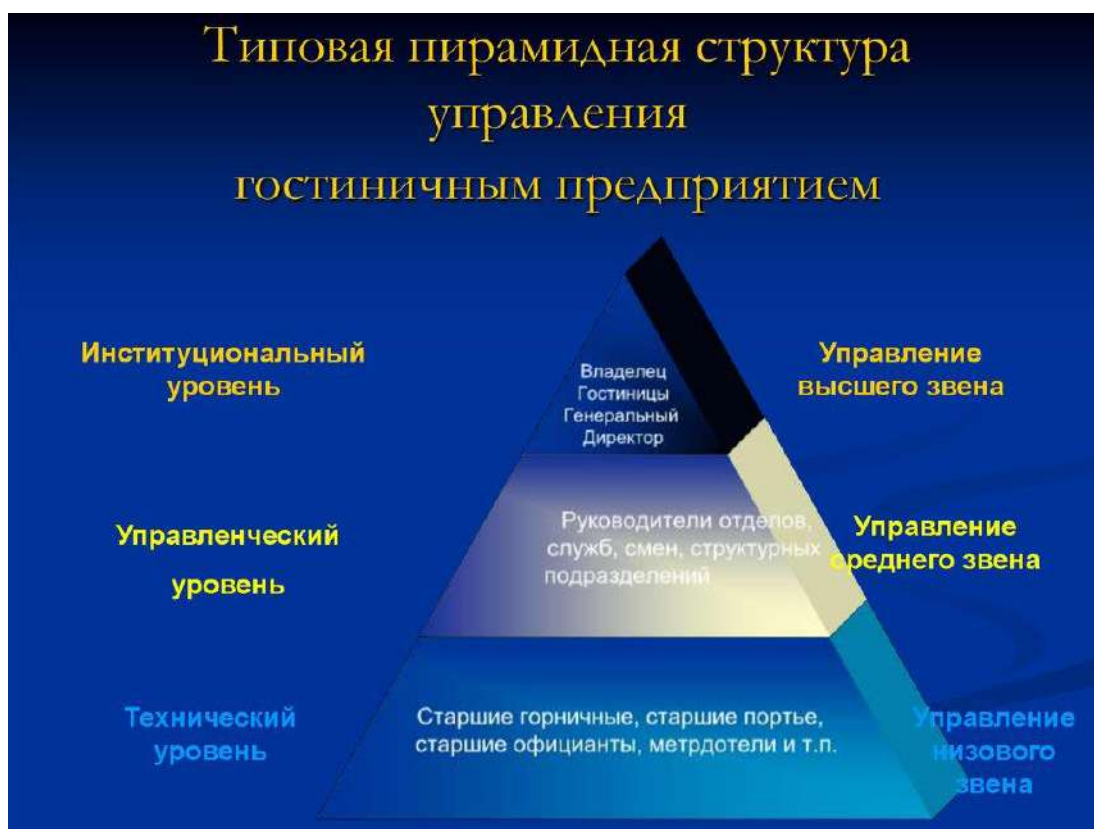 Типовая пирамидная структура
управления
гостиничным предприятием
Институциональный
уровень
Владелец
Гостиницы
Генеральный
Директор
Управление
высшего звена
Управленческий
уровень
Руководители отделов,
служб, смен, структурных
подразделений
Управление
среднего звена
Технический
уровень
Старшие горничные, старшие портье,
старшие официанты, метрдотели и т.п.
Управление
низового
звена